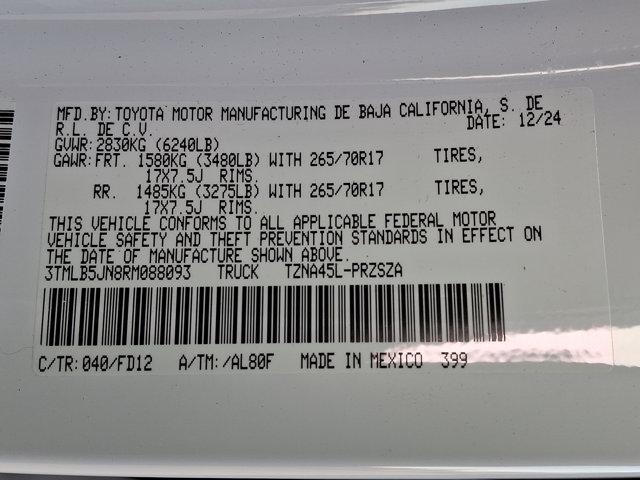 MFD.BY:TOYOTA MOTOR MANUFACTURING DE BAJA CALIFORNIA, S. DE
R.L. DE C.V. DATE: 12/24
GVWR:2830KG (6240LB)
GAWR:FRT. 1580KG (3480LB) WITH 265/70R17 TIRES,
17X7.5J RIMS.
RR. 1485KG (3275LB) WITH 265/70R17 TIRES,
17X7.5J RIMS.
THIS VEHICLE CONFORMS TO ALL APPLICABLE FEDERAL MOTOR
VEHICLE SAFETY AND THEFT PREVENTION STANDARDS IN EFFECT ON
THE DATE OF MANUFACTURE SHOWN ABOVE.
3TMLB5JN8RM088093 TRUCK TZNA45L-PRZSZA
C/TR:040/FD12 A/TM:/AL80F MADE IN MEXICO 399